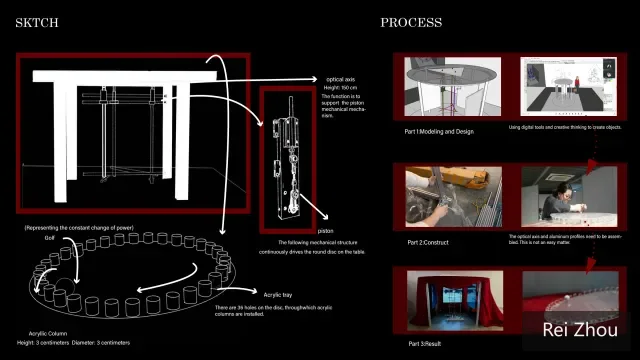 SKTCH
optical axis
Height: 150 cm
The function is to
support the piston
mechanical mecha-
nism.
piston
The following mechanical structure
continuously drives the round disc on the table.
(Representing the constant change of power)
Golf
Acrylic tray
There are 36 holes on the disc, throughwhich acrylic
columns are installed.
Acryllic Column
Height: 3 centimeters Diameter: 3 centimeters
PROCESS
Part 1:Modeling and Design
Using digital tools and creative thinking to create objects.
Part 2:Construct
The optical axis and aluminum profiles need to be assem-
bled. This is not an easy matter.
Part 3:Result
Rei Zhou